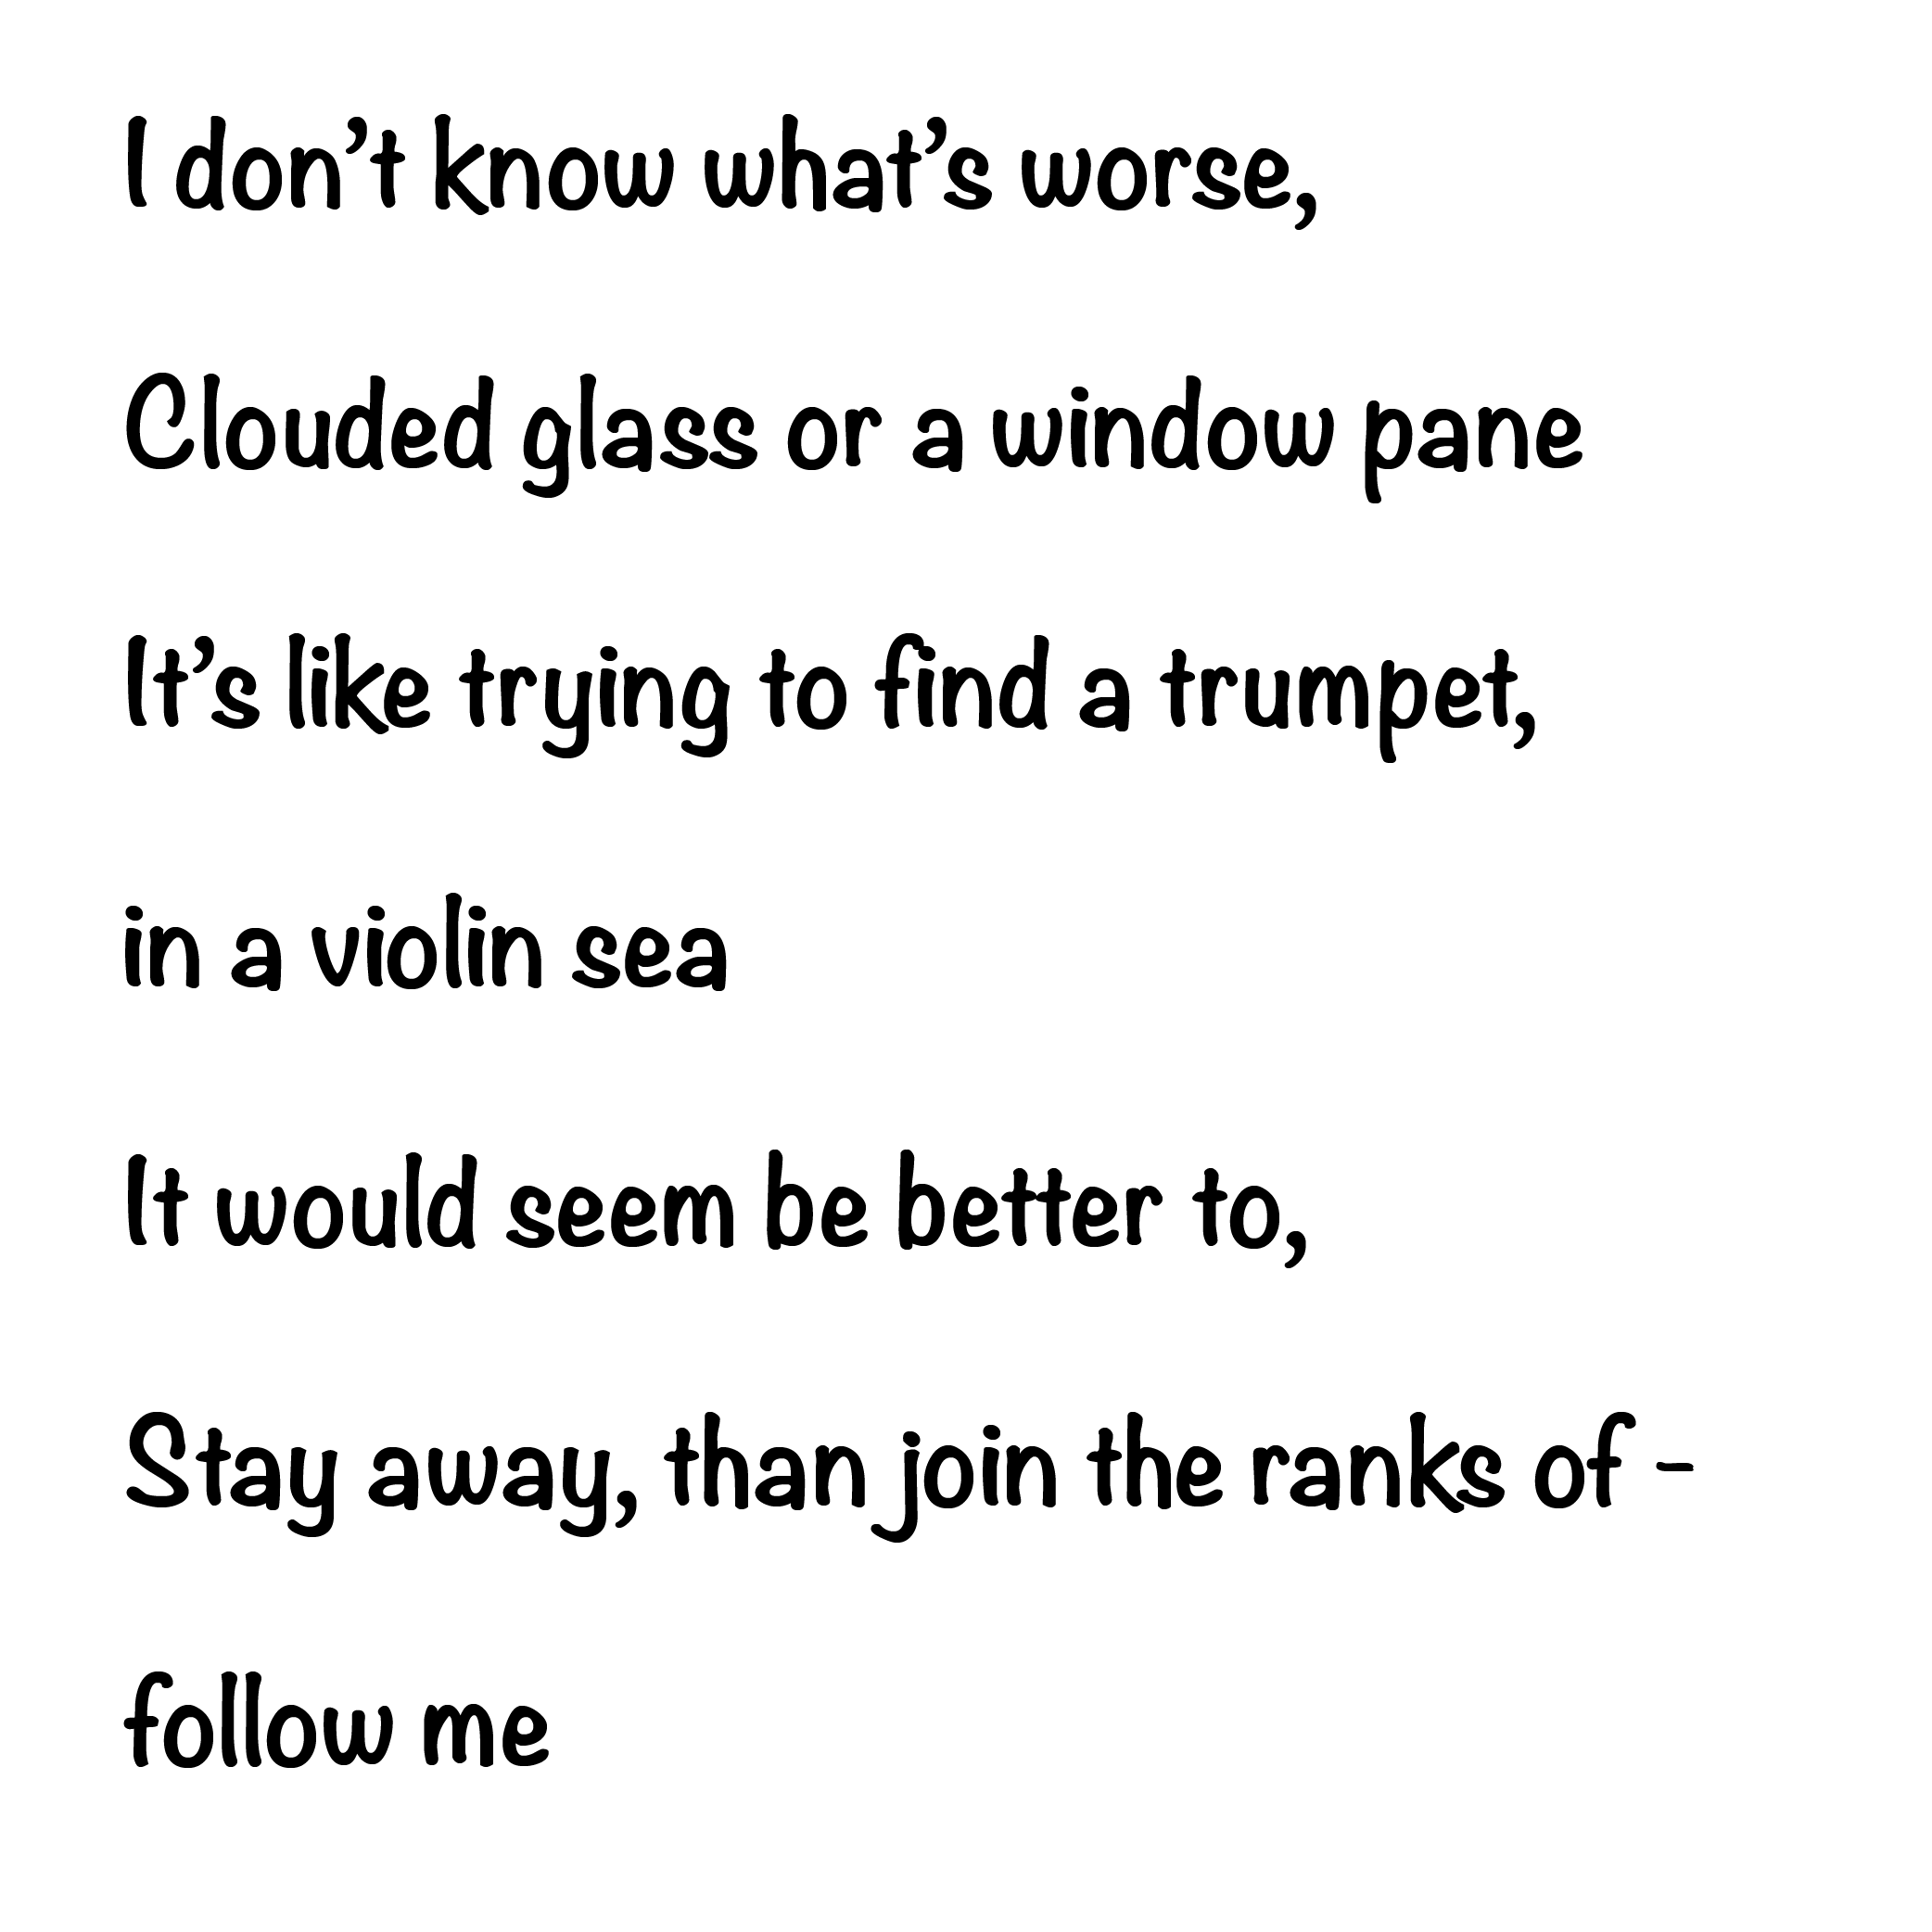 I don’t know what’s worse,
Clouded glass or a window pane
It’s like trying to find a trumpet,
in a violin sea
It would seem be better to,
Stay away, than join the ranks of -
follow me